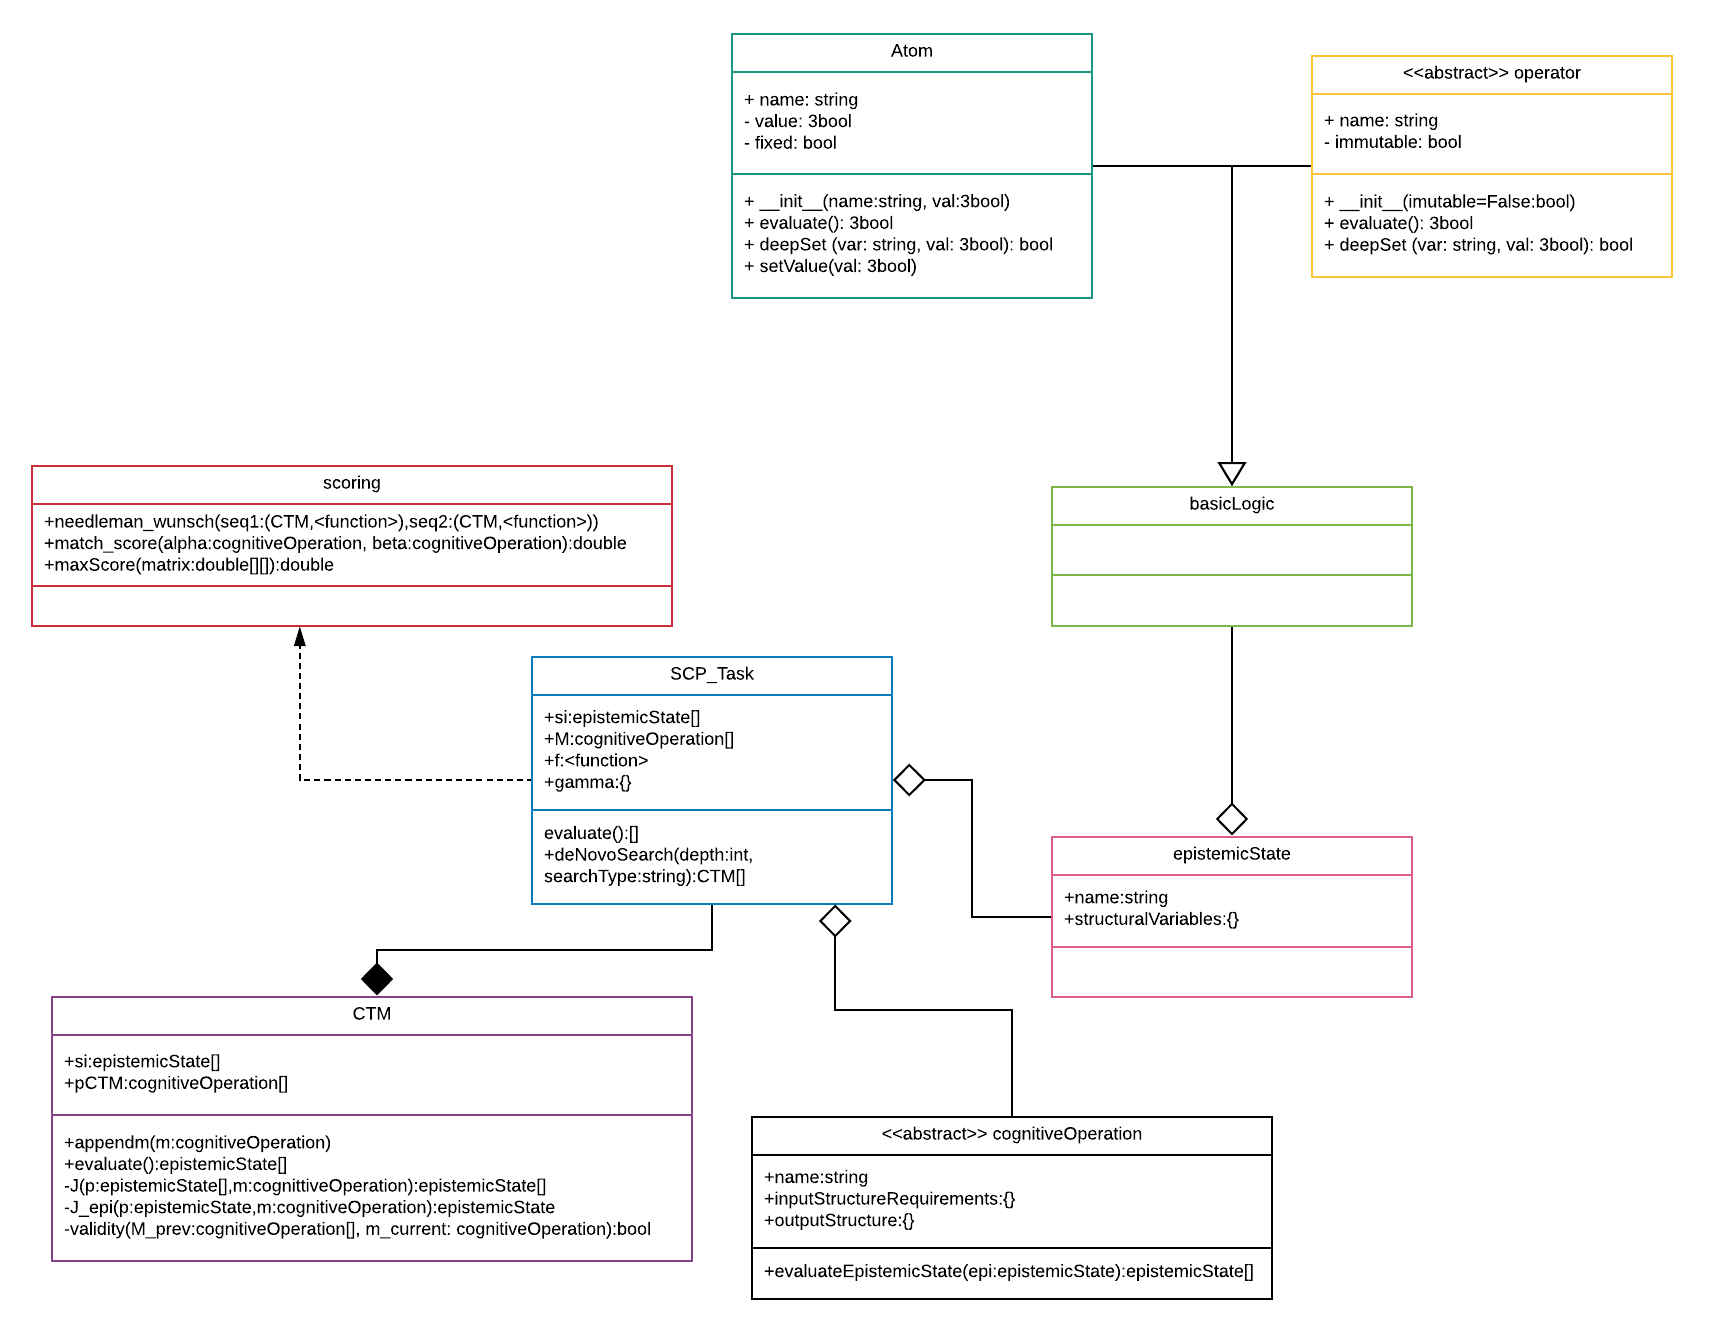 Atom
+ name: string
- value: 3bool
- fixed: bool
+ __init__(name:string, val:3bool)
+ evaluate(): 3bool
+ deepSet (var: string, val: 3bool): bool
+ setValue(val: 3bool)
<<abstract>> operator
+ name: string
- immutable: bool
+ __init__(imutable=False:bool)
+ evaluate(): 3bool
+ deepSet (var: string, val: 3bool): bool
scoring
+needleman_wunsch(seq1:(CTM,<function>),seq2:(CTM,<function>))
+match_score(alpha:cognitiveOperation, beta:cognitiveOperation):double
+maxScore(matrix:double[][]):double
basicLogic
SCP_Task
+si:epistemicState[]
+M:cognitiveOperation[]
+f:<function>
+gamma:{}
evaluate():[]
+deNovoSearch(depth:int,
searchType:string):CTM[]
epistemicState
+name:string
+structuralVariables:{}
CTM
+si:epistemicState[]
+pCTM:cognitiveOperation[]
+appendm(m:cognitiveOperation)
+evaluate():epistemicState[]
-J(p:epistemicState[],m:cognittiveOperation):epistemicState[]
-J_epi(p:epistemicState,m:cognitiveOperation):epistemicState
-validity(M_prev:cognitiveOperation[], m_current: cognitiveOperation):bool
<<abstract>> cognitiveOperation
+name:string
+inputStructureRequirements:{}
+outputStructure:{}
+evaluateEpistemicState(epi:epistemicState):epistemicState[]